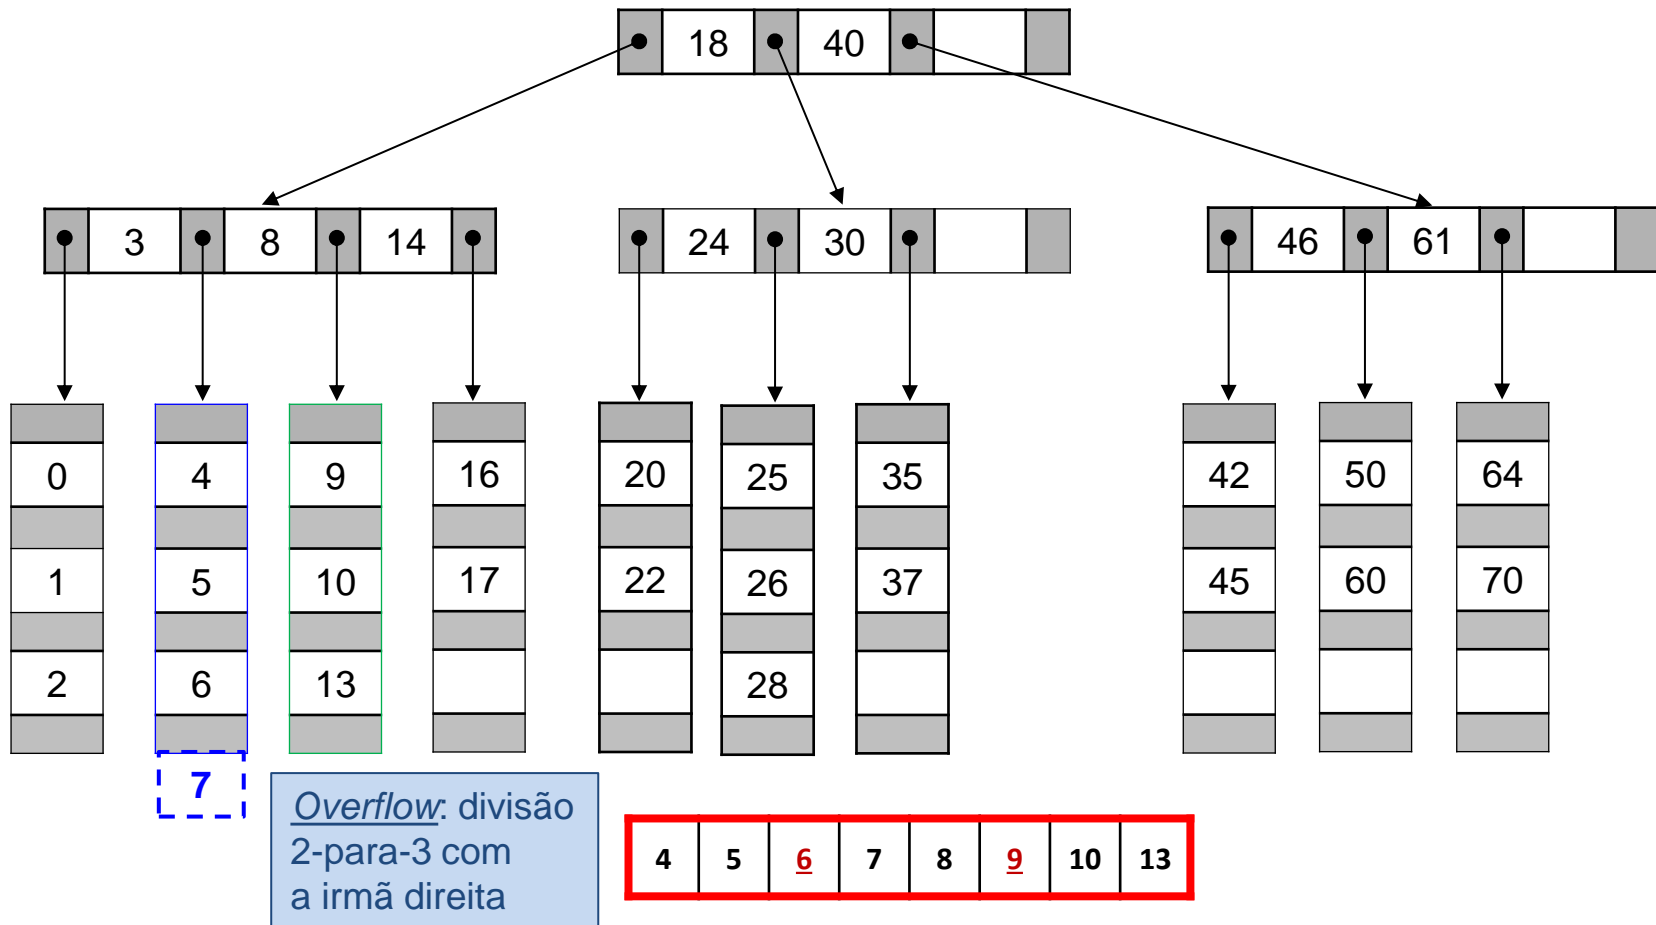 18 40
3 8 14
24 30
46 61
0 4 9 16 20 25 35 42 50 64
1 5 10 17 22 26 37 45 60 70
2 6 13 28
7
Overflow: divisão
2-para-3 com
a irmã direita
4 5 6 7 8 9 10 13